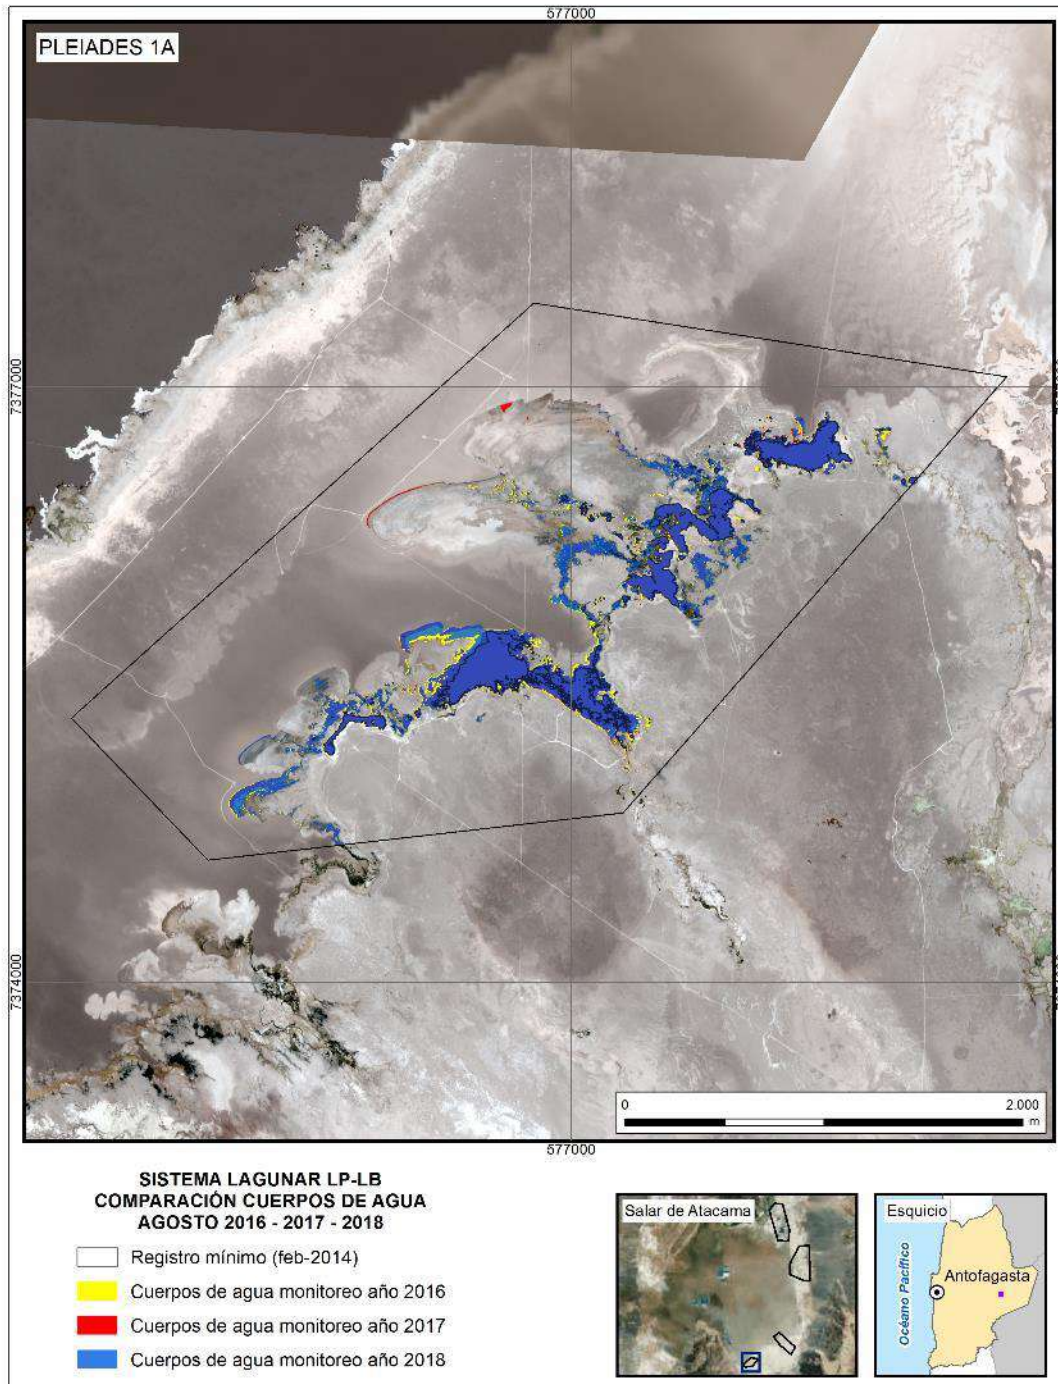 577000
PLEIADES 1A
7377000
7374000
0 2.000
m
577000
SISTEMA LAGUNAR LP-LB
COMPARACIÓN CUERPOS DE AGUA
AGOSTO 2016 - 2017 - 2018
Registro mínimo (feb-2014)
Cuerpos de agua monitoreo año 2016
Cuerpos de agua monitoreo año 2017
Cuerpos de agua monitoreo año 2018
Salar de Atacama
Esquicio
Océano Pacífico
Antofagasta